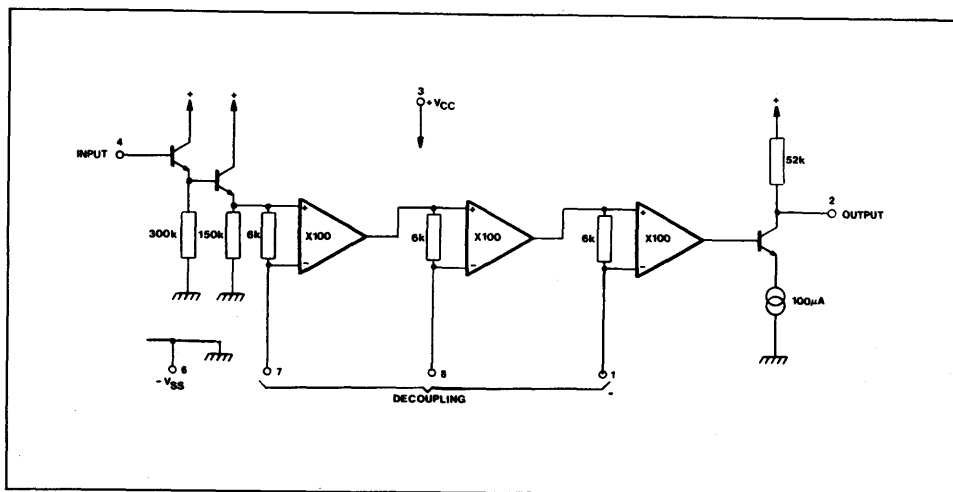 3
+ VCC
+
+
+
4
INPUT
52k
2
OUTPUT
300k
150k
6k
+
X100
−
6k
+
X100
−
6k
+
X100
−
100µA
6
− VSS
7
8
1
DECOUPLING